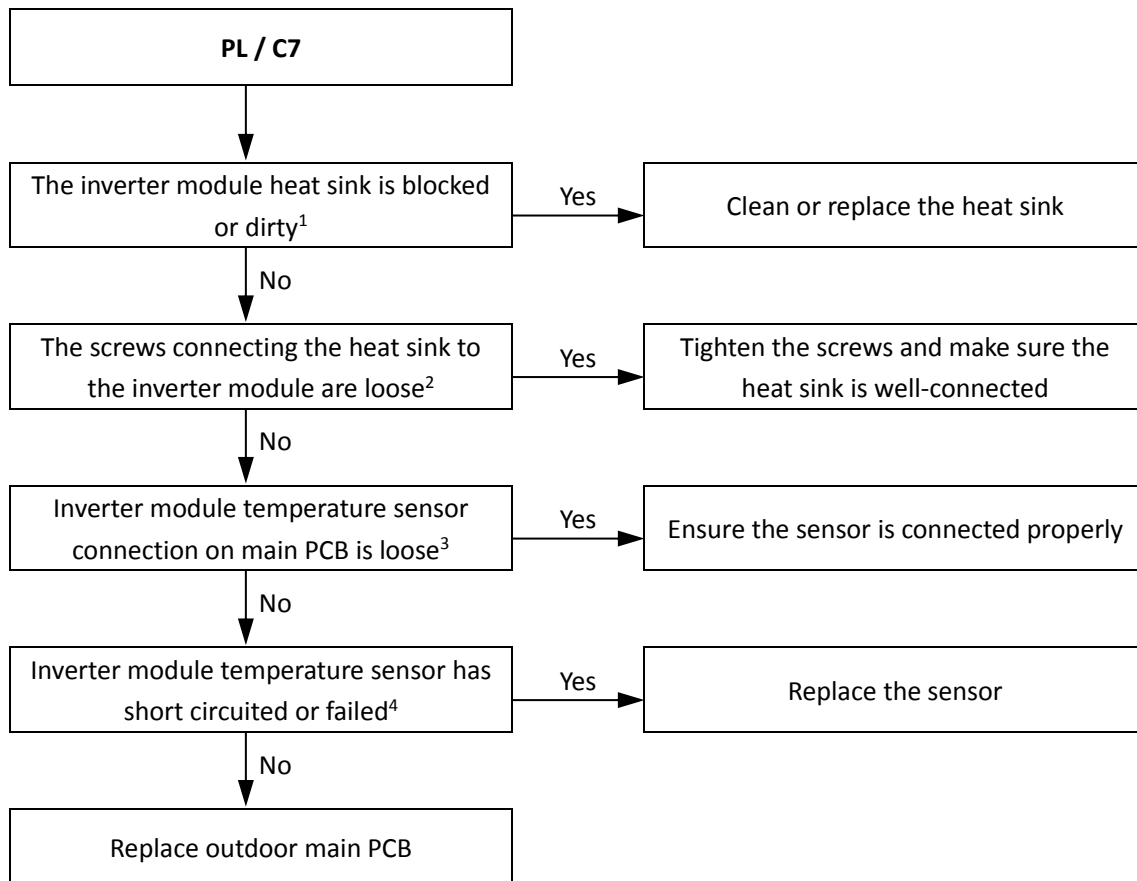 PL / C7
The inverter module heat sink is blocked
or dirty¹
Yes
Clean or replace the heat sink
No
The screws connecting the heat sink to
the inverter module are loose²
Yes
Tighten the screws and make sure the
heat sink is well-connected
No
Inverter module temperature sensor
connection on main PCB is loose³
Yes
Ensure the sensor is connected properly
No
Inverter module temperature sensor has
short circuited or failed⁴
Yes
Replace the sensor
No
Replace outdoor main PCB